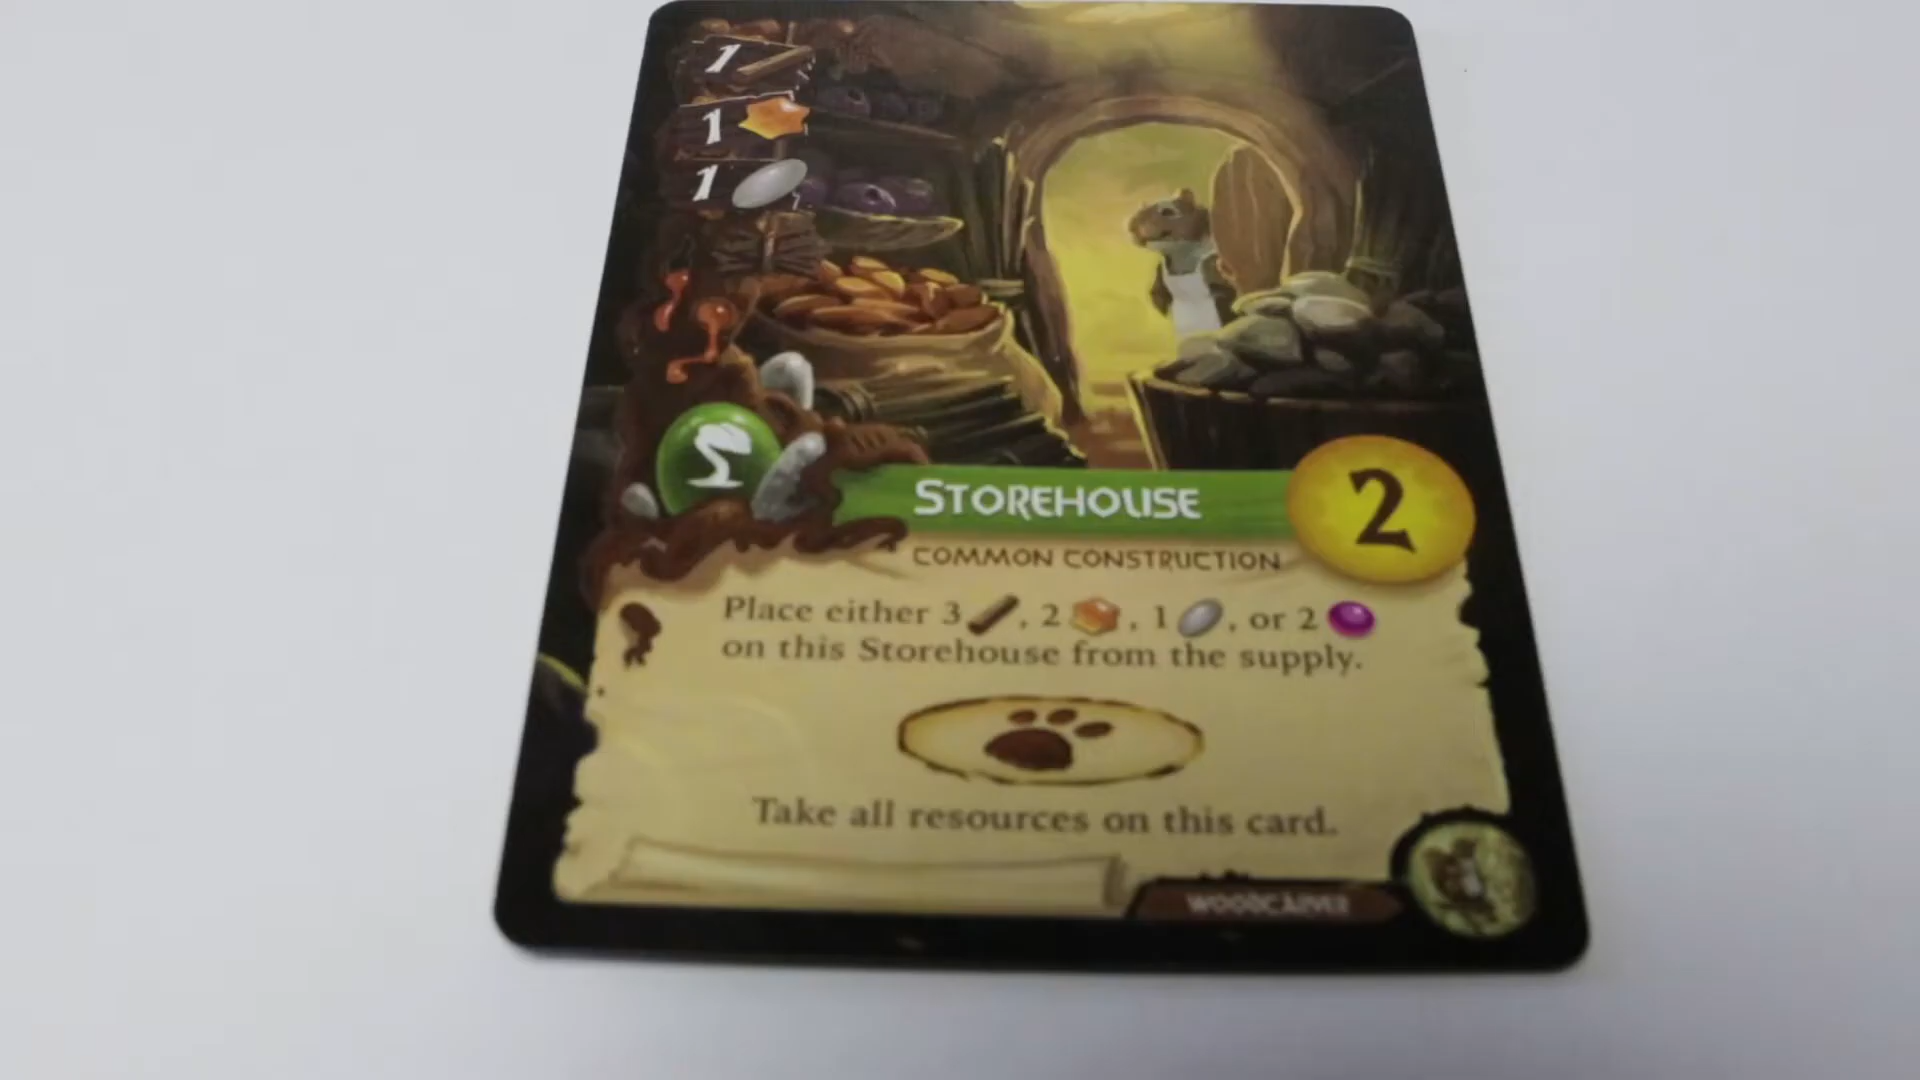 1
1
1
STOREHOUSE
2
COMMON CONSTRUCTION
Place either 3 , 2 , 1 , or 2
on this Storehouse from the supply.
Take all resources on this card.
WOODCARVER